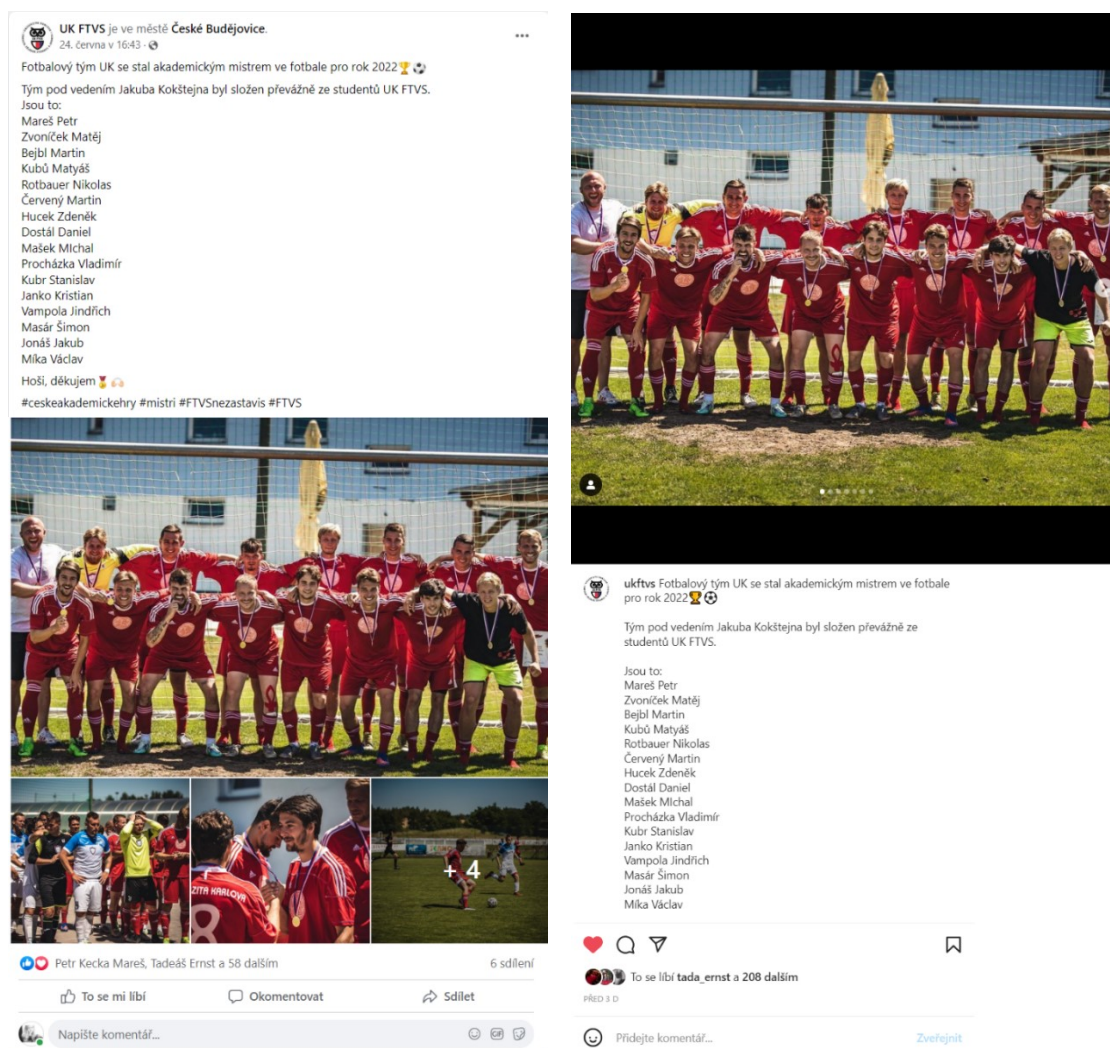 UK FTVS je ve městě České Budějovice.
24. června v 16:43 ·
Fotbalový tým UK se stal akademickým mistrem ve fotbale pro rok 2022🏆⚽
Tým pod vedením Jakuba Kokštejna byl složen převážně ze studentů UK FTVS.
Jsou to:
Mareš Petr
Zvoníček Matěj
Bejbl Martin
Kubů Matyáš
Rotbauer Nikolas
Červený Martin
Hucek Zdeněk
Dostál Daniel
Mašek MIchal
Procházka Vladimír
Kubr Stanislav
Janko Kristian
Vampola Jindřich
Masár Šimon
Jonáš Jakub
Míka Václav
Hoši, děkujem🏅🙌🏻
#ceskeakademickehry #mistri #FTVSnezastavis #FTVS
ZITA KARLOVA
8
+ 4
Petr Kecka Mareš, Tadeáš Ernst a 58 dalším
6 sdílení
To se mi líbí
Okomentovat
Sdílet
Napište komentář...
GIF
ukftvs Fotbalový tým UK se stal akademickým mistrem ve fotbale
pro rok 2022🏆⚽
Tým pod vedením Jakuba Kokštejna byl složen převážně ze
studentů UK FTVS.
Jsou to:
Mareš Petr
Zvoníček Matěj
Bejbl Martin
Kubů Matyáš
Rotbauer Nikolas
Červený Martin
Hucek Zdeněk
Dostál Daniel
Mašek MIchal
Procházka Vladimír
Kubr Stanislav
Janko Kristian
Vampola Jindřich
Masár Šimon
Jonáš Jakub
Míka Václav
To se líbí tada_ernst a 208 dalším
PŘED 3 D
Přidejte komentář...
Zveřejnit